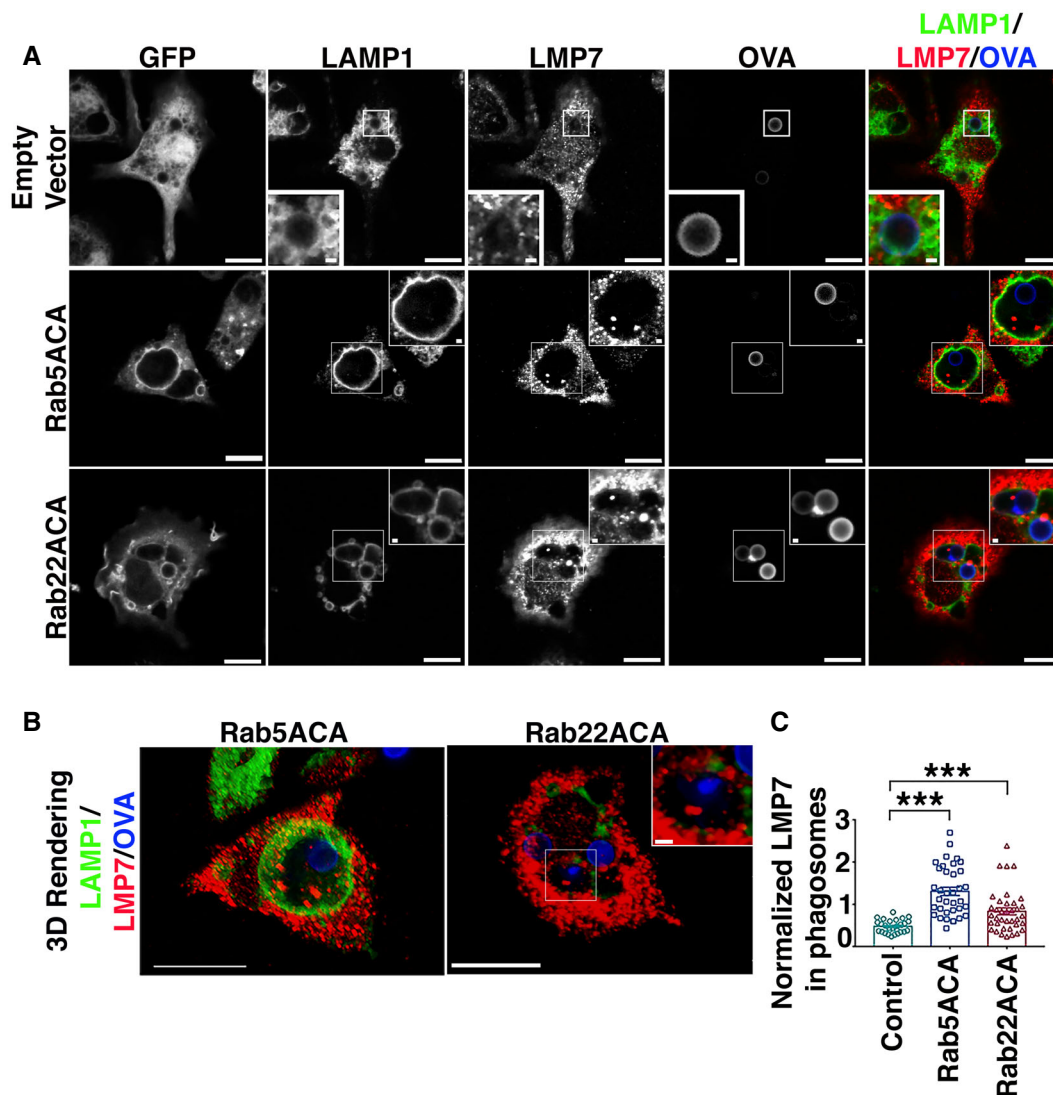 A
GFP
LAMP1
LMP7
OVA
LAMP1/
LMP7/OVA
Empty
Vector
Rab5ACA
Rab22ACA
B
Rab5ACA
Rab22ACA
3D Rendering
LAMP1/
LMP7/OVA
C
***
***
Normalized LMP7
in phagosomes
3
2
1
0
Control
Rab5ACA
Rab22ACA